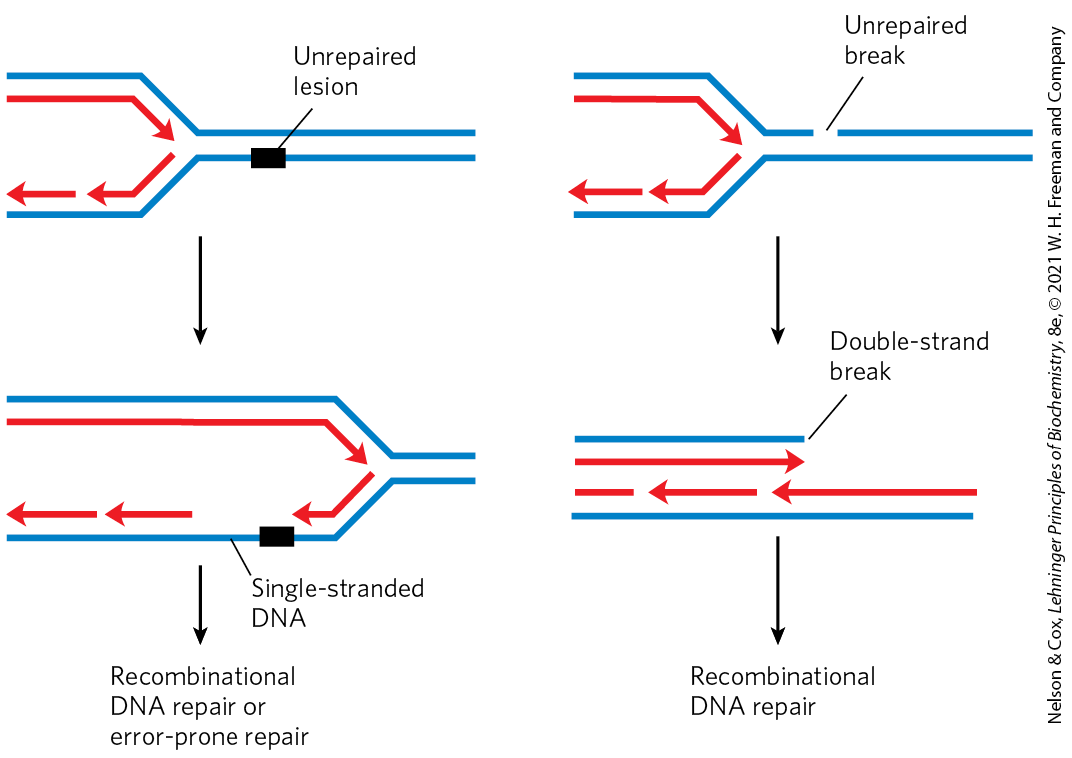 Unrepaired
lesion
Unrepaired
break
Double-strand
break
Single-stranded
DNA
Recombinational
DNA repair or
error-prone repair
Recombinational
DNA repair
Nelson & Cox, Lehninger Principles of Biochemistry, 8e, © 2021 W. H. Freeman and Company